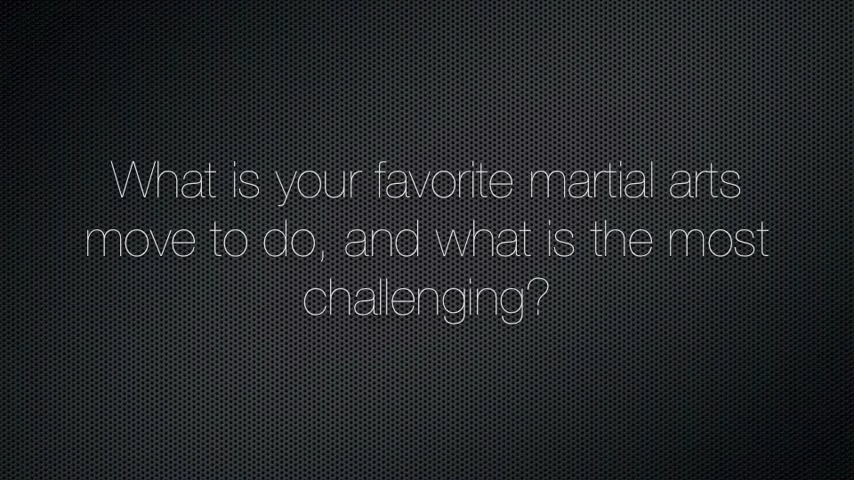 What is your favorite martial arts
move to do, and what is the most
challenging?